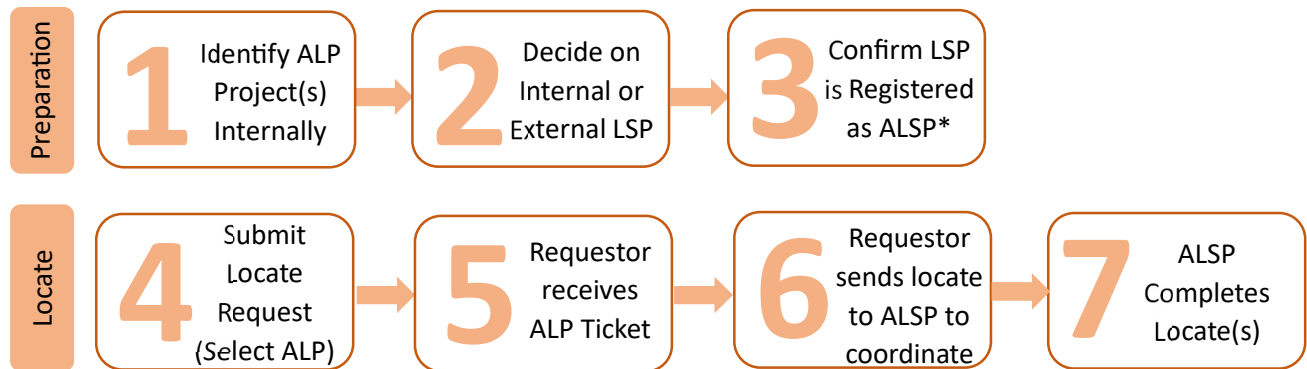 Preparation
1
Identify ALP
Project(s)
Internally
2
Decide on
Internal or
External LSP
3
Confirm LSP
is Registered
as ALSP*
Locate
4
Submit
Locate
Request
(Select ALP)
5
Requestor
receives
ALP Ticket
6
Requestor
sends locate
to ALSP to
coordinate
7
ALSP
Completes
Locate(s)